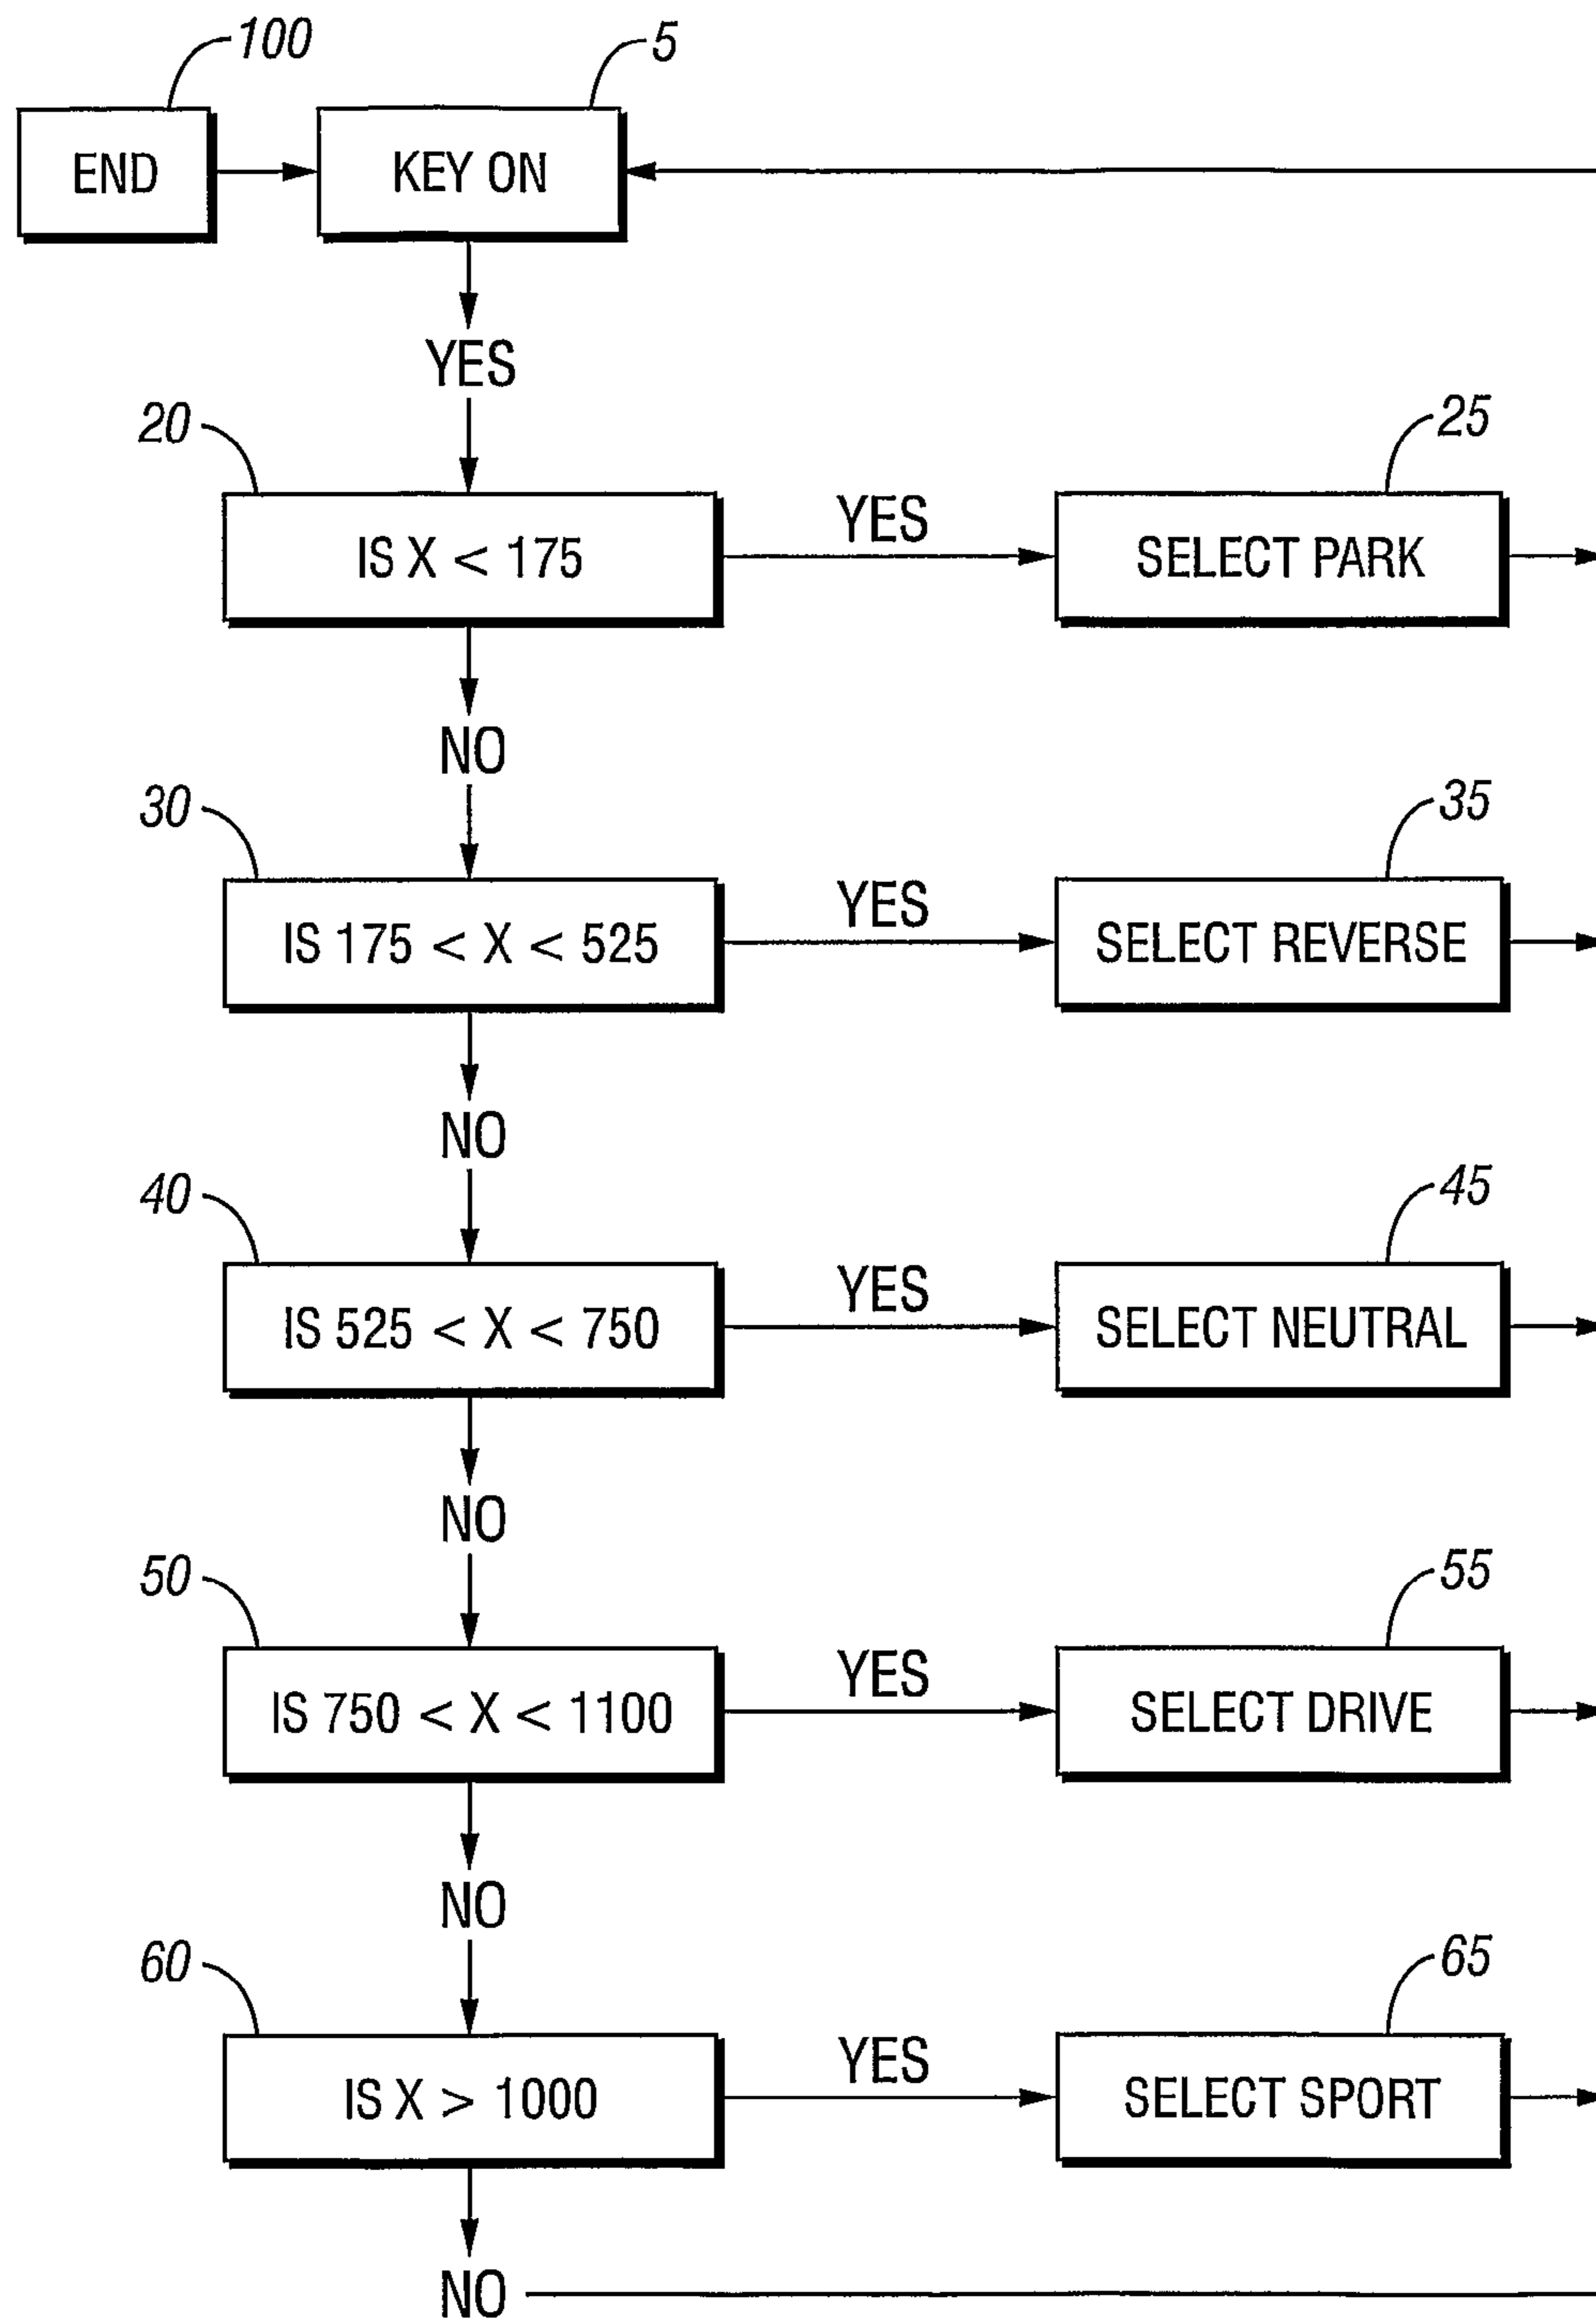 100
5
END
KEY ON
YES
20
25
IS X < 175
YES
SELECT PARK
NO
30
35
IS 175 < X < 525
YES
SELECT REVERSE
NO
40
45
IS 525 < X < 750
YES
SELECT NEUTRAL
NO
50
55
IS 750 < X < 1100
YES
SELECT DRIVE
NO
60
65
IS X > 1000
YES
SELECT SPORT
NO